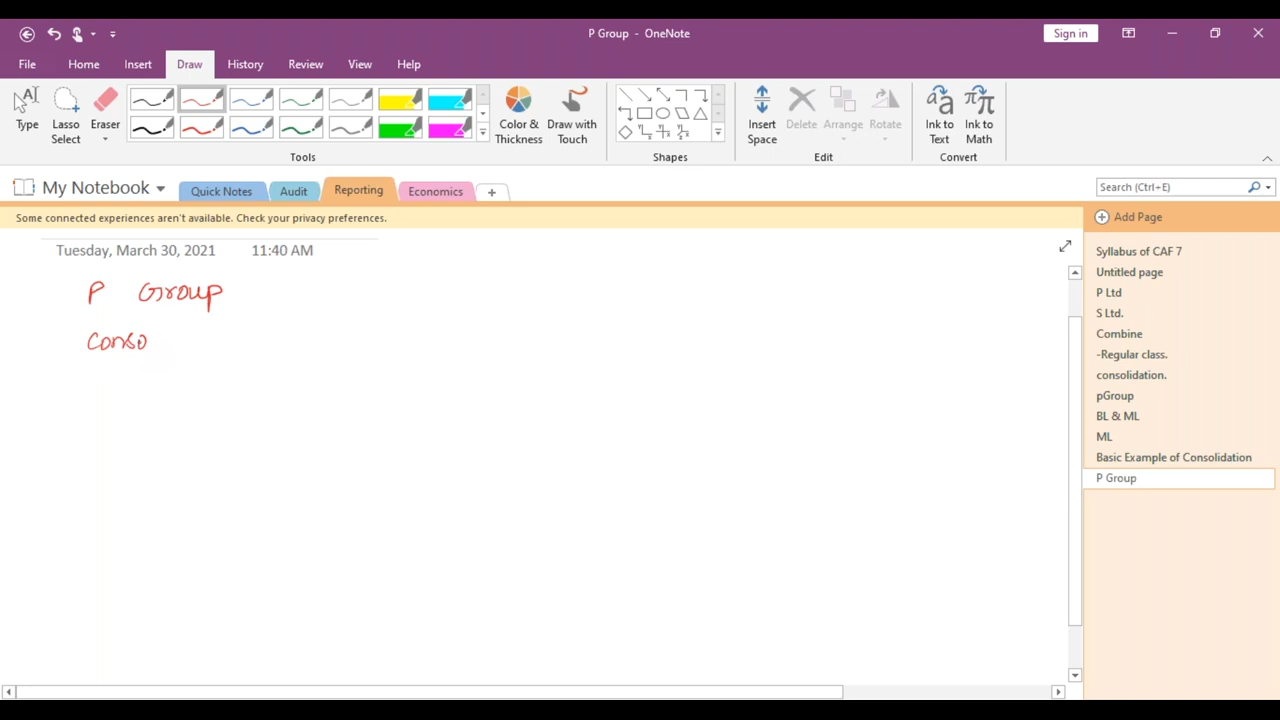 P Group - OneNote
Sign in
File Home Insert Draw History Review View Help
Type
Lasso Select
Eraser
Color & Thickness
Draw with Touch
Insert Space
Delete
Arrange
Rotate
Ink to Text
Ink to Math
Tools
Shapes
Edit
Convert
My Notebook
Quick Notes
Audit
Reporting
Economics
Search (Ctrl+E)
Some connected experiences aren't available. Check your privacy preferences.
Add Page
Tuesday, March 30, 2021 11:40 AM
P Group
Conso
Syllabus of CAF 7
Untitled page
P Ltd
S Ltd.
Combine
-Regular class.
consolidation.
pGroup
BL & ML
ML
Basic Example of Consolidation
P Group